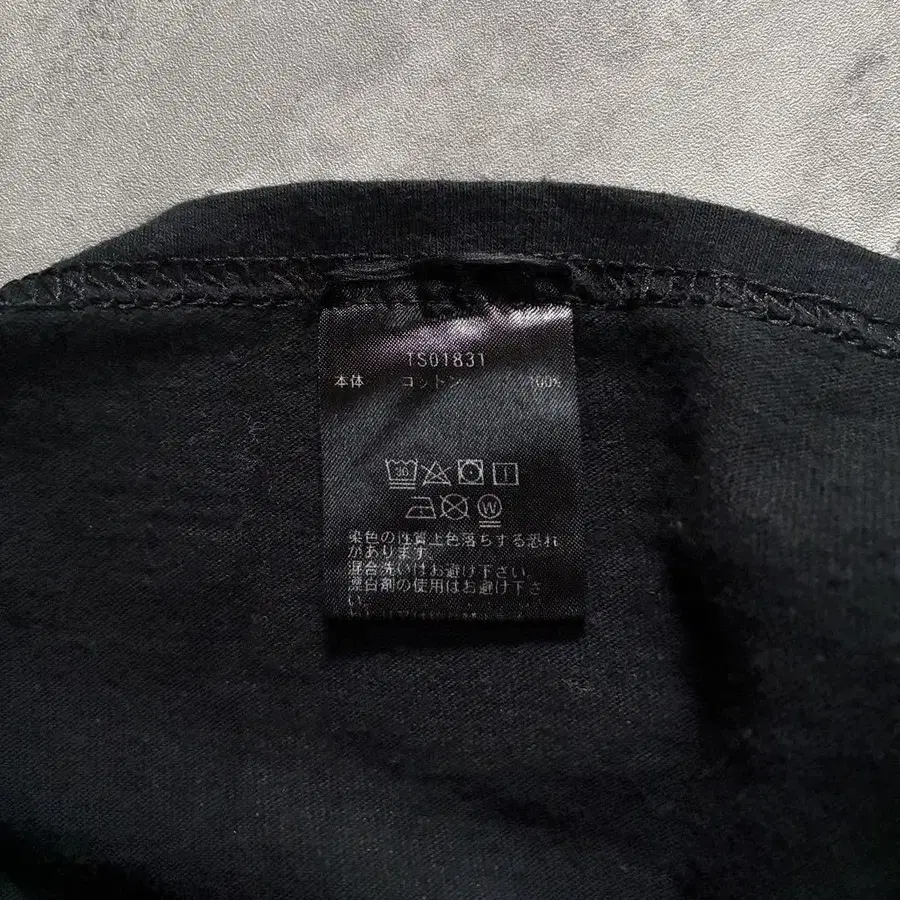 TS01831
本体 コットン 100%
30
W
染色の性質上色落ちする恐れ
があります
混合洗いはお避け下さい
漂白剤の使用はお避け下さ
い